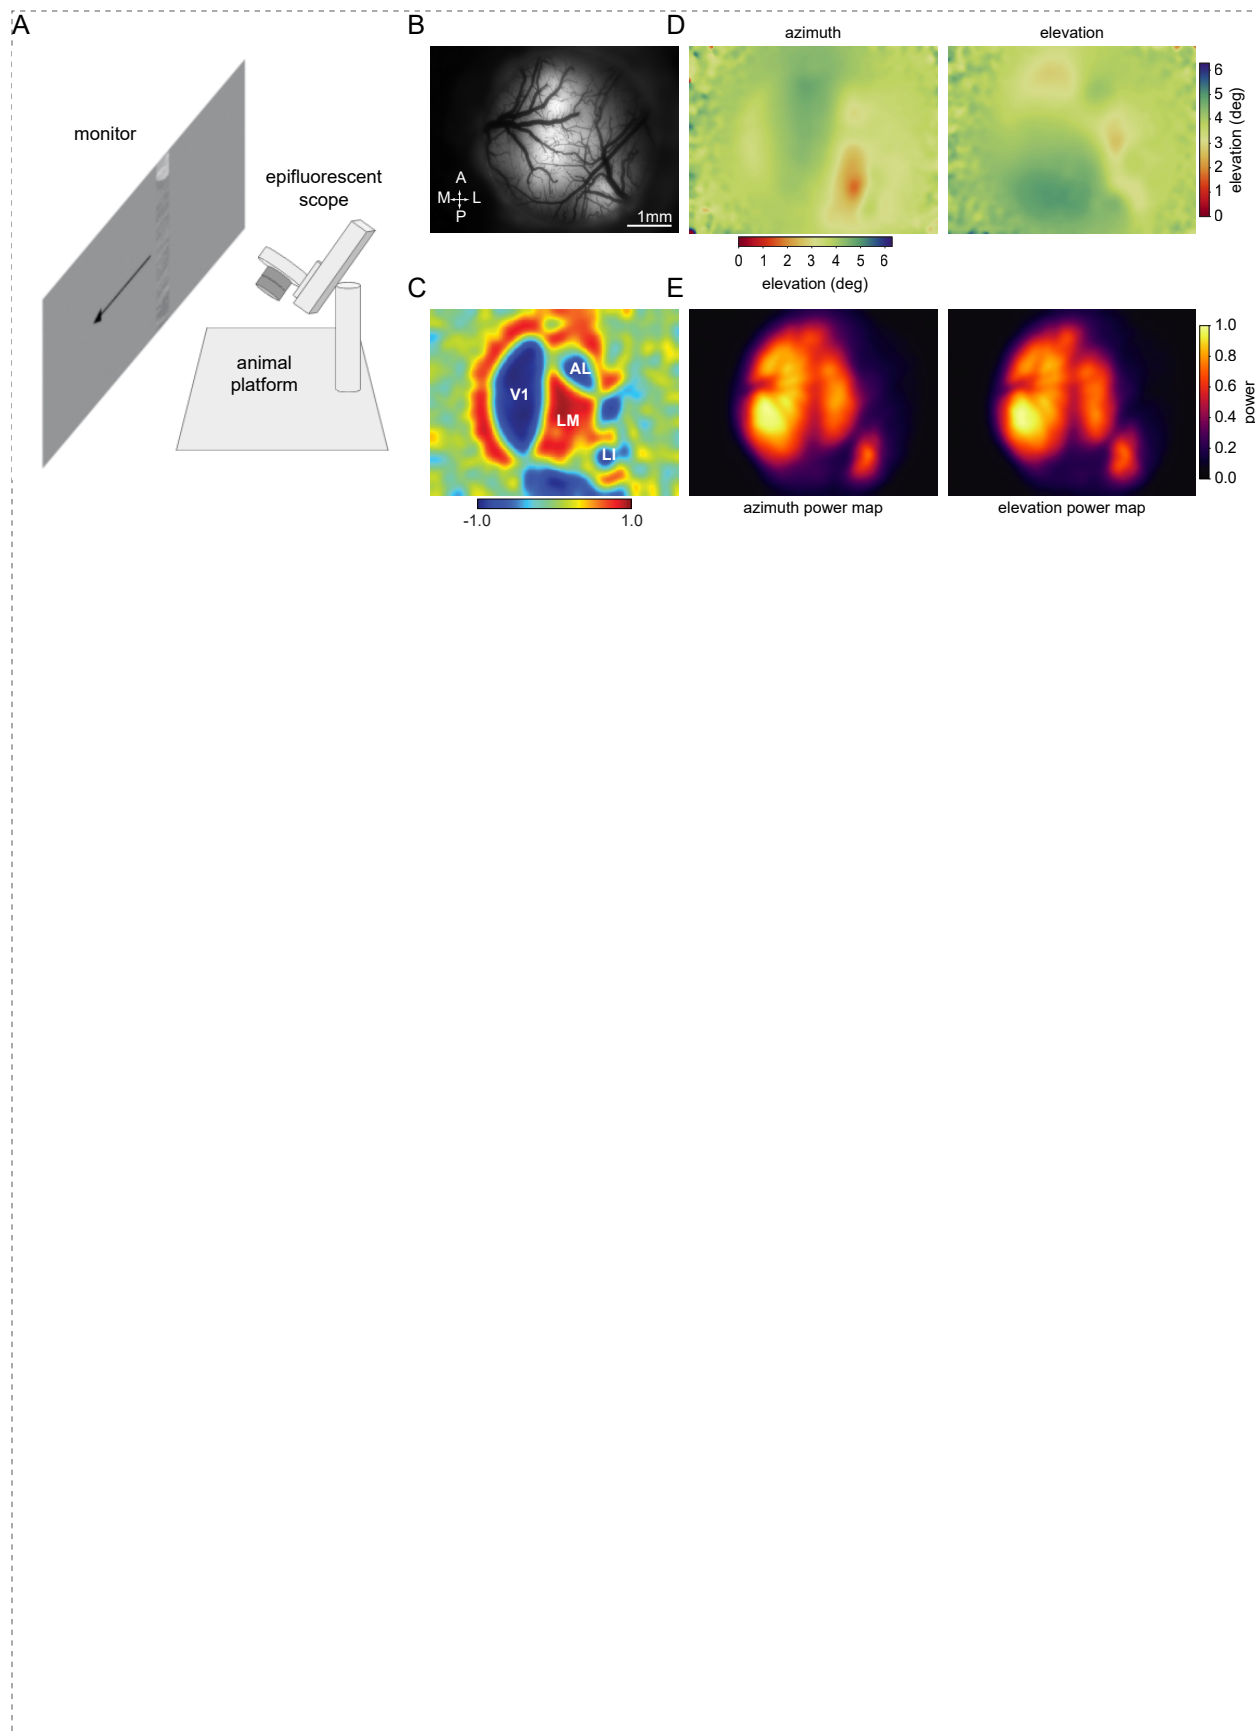 A
monitor
epifluorescent
scope
animal
platform
B
A
M L
P
1mm
C
V1
AL
LM
LI
-1.0 1.0
D
azimuth
elevation
0 1 2 3 4 5 6
elevation (deg)
6
5
4
3
2
1
0
elevation (deg)
E
azimuth power map
elevation power map
1.0
0.8
0.6
0.4
0.2
0.0
power